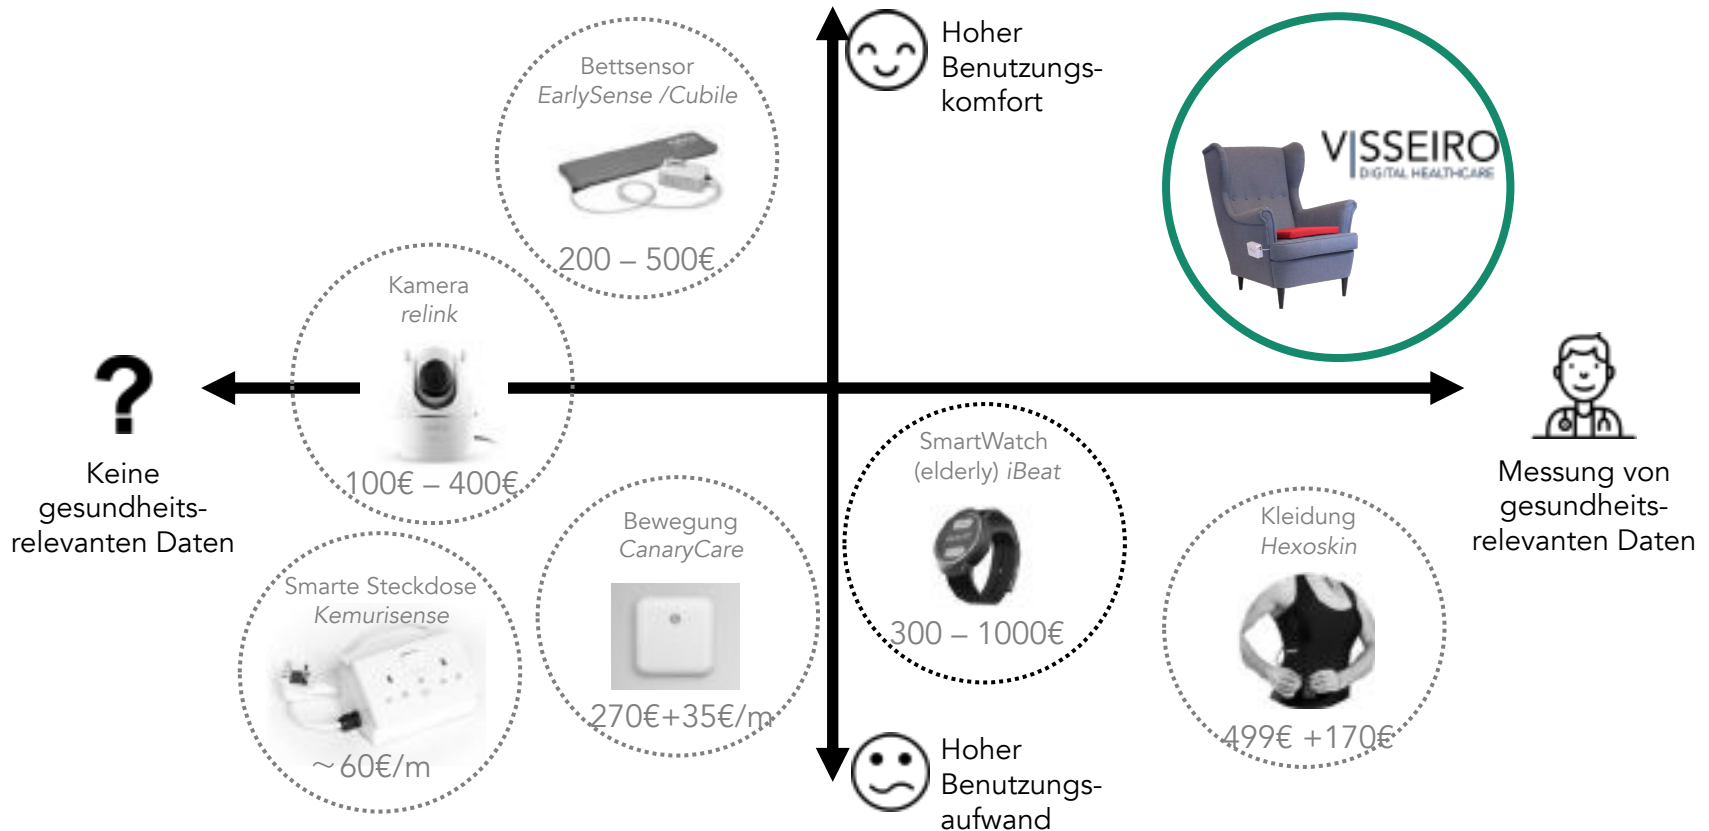 Hoher
Benutzungs-
komfort
Bettsensor
EarlySense /Cubile
200 – 500€
VISSEIRO
DIGITAL HEALTHCARE
Kamera
relink
100€ – 400€
?
Keine
gesundheits-
relevanten Daten
SmartWatch
(elderly) iBeat
300 – 1000€
Messung von
gesundheits-
relevanten Daten
Bewegung
CanaryCare
270€+35€/m
Kleidung
Hexoskin
499€ +170€
Smarte Steckdose
Kemurisense
~60€/m
Hoher
Benutzungs-
aufwand